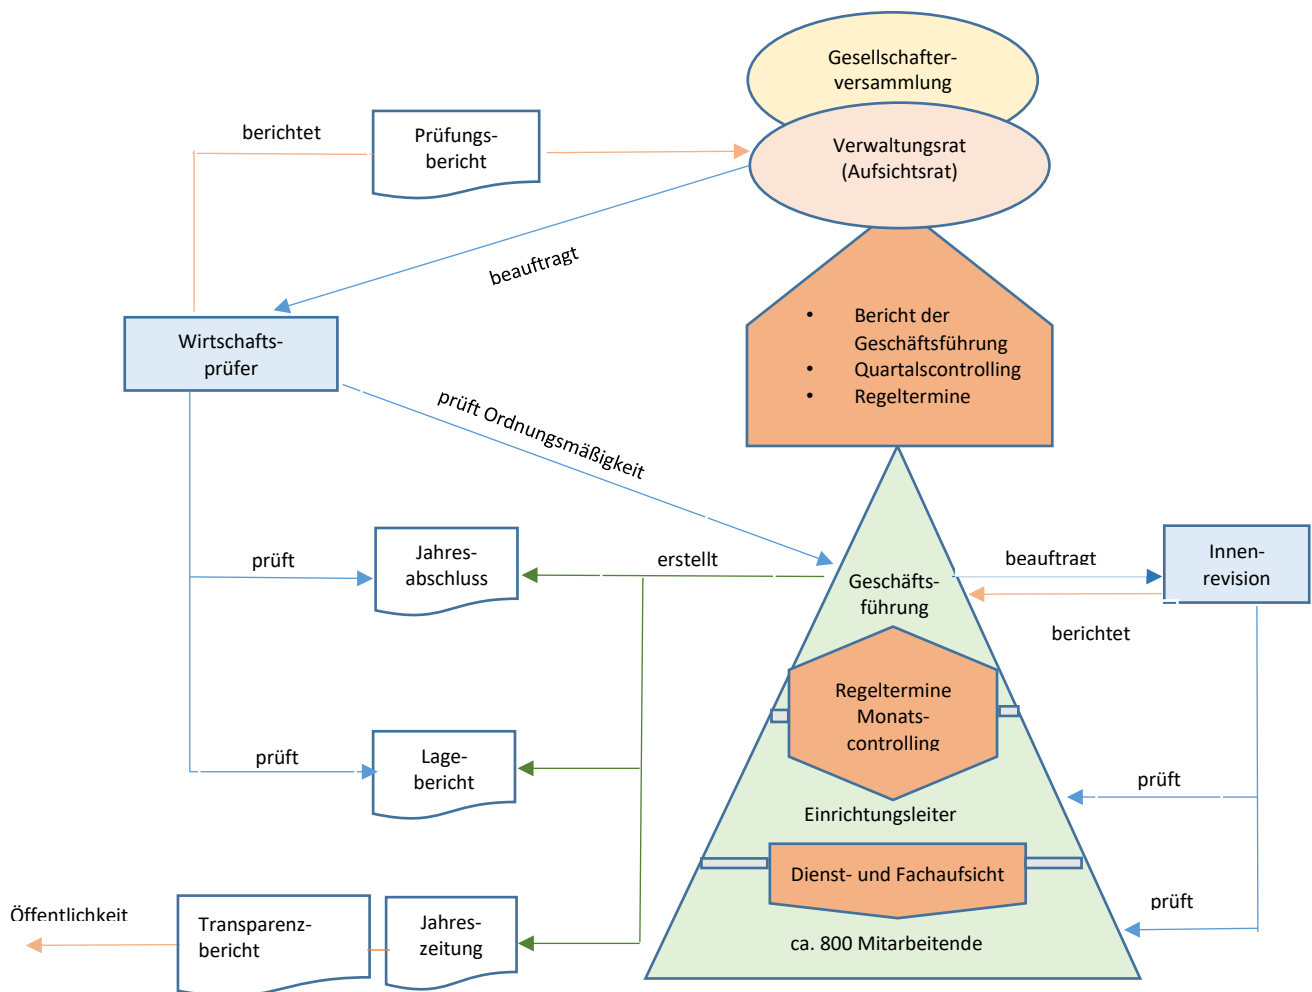 Gesellschafter-
versammlung
berichtet
Prüfungs-
bericht
Verwaltungsrat
(Aufsichtsrat)
beauftragt
Wirtschafts-
prüfer
• Bericht der
Geschäftsführung
• Quartalscontrolling
• Regeltermine
prüft Ordnungsmäßigkeit
prüft
Jahres-
abschluss
erstellt
Geschäfts-
führung
beauftragt
Innen-
revision
berichtet
Regeltermine
Monats-
controlling
prüft
Lage-
bericht
prüft
Einrichtungsleiter
Dienst- und Fachaufsicht
prüft
Öffentlichkeit
Transparenz-
bericht
Jahres-
zeitung
ca. 800 Mitarbeitende